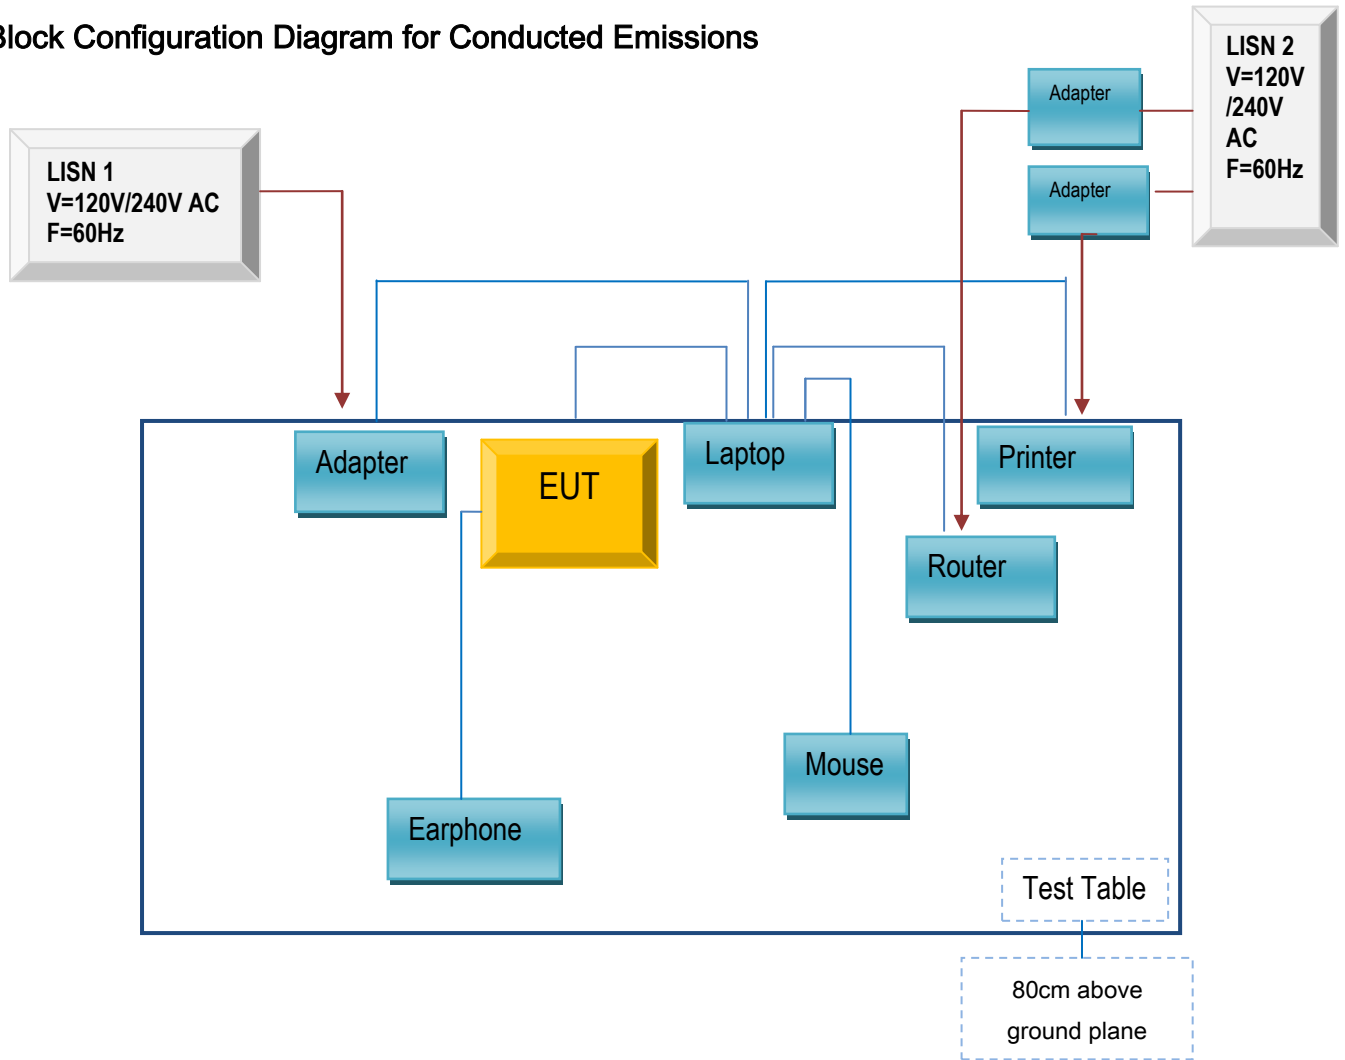 Block Configuration Diagram for Conducted Emissions
LISN 2
V=120V
/240V
AC
F=60Hz
Adapter
Adapter
LISN 1
V=120V/240V AC
F=60Hz
Adapter
EUT
Laptop
Printer
Router
Mouse
Earphone
Test Table
80cm above
ground plane